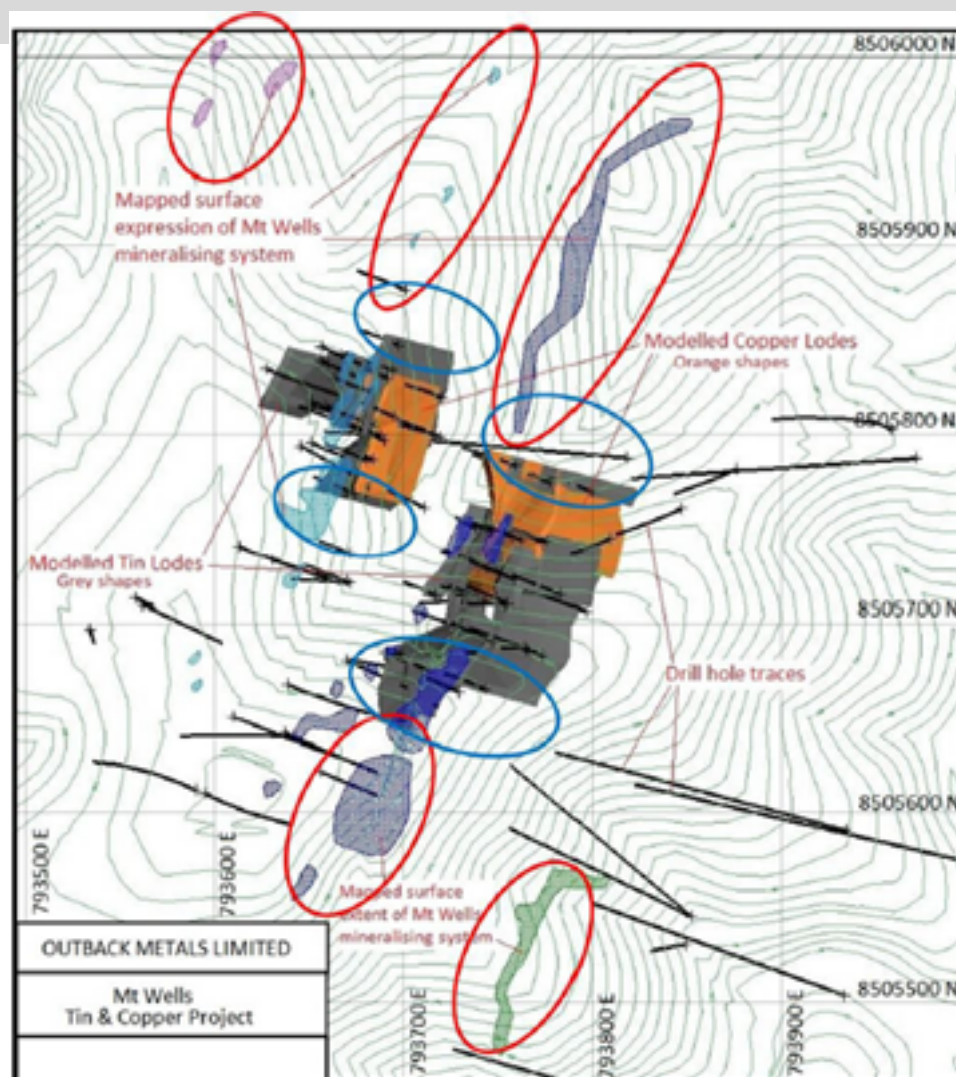 8506000 N
Mapped surface
expression of Mt Wells
mineralising system
8505900 N
Modelled Copper Lodes
Orange shapes
8505800 N
Modelled Tin Lodes
Grey shapes
8505700 N
Drill hole traces
8505600 N
793500 E
793600 E
Mapped surface
extent of Mt Wells
mineralising system
OUTBACK METALS LIMITED
Mt Wells
Tin & Copper Project
8505500 N
793700 E
793800 E
793900 E